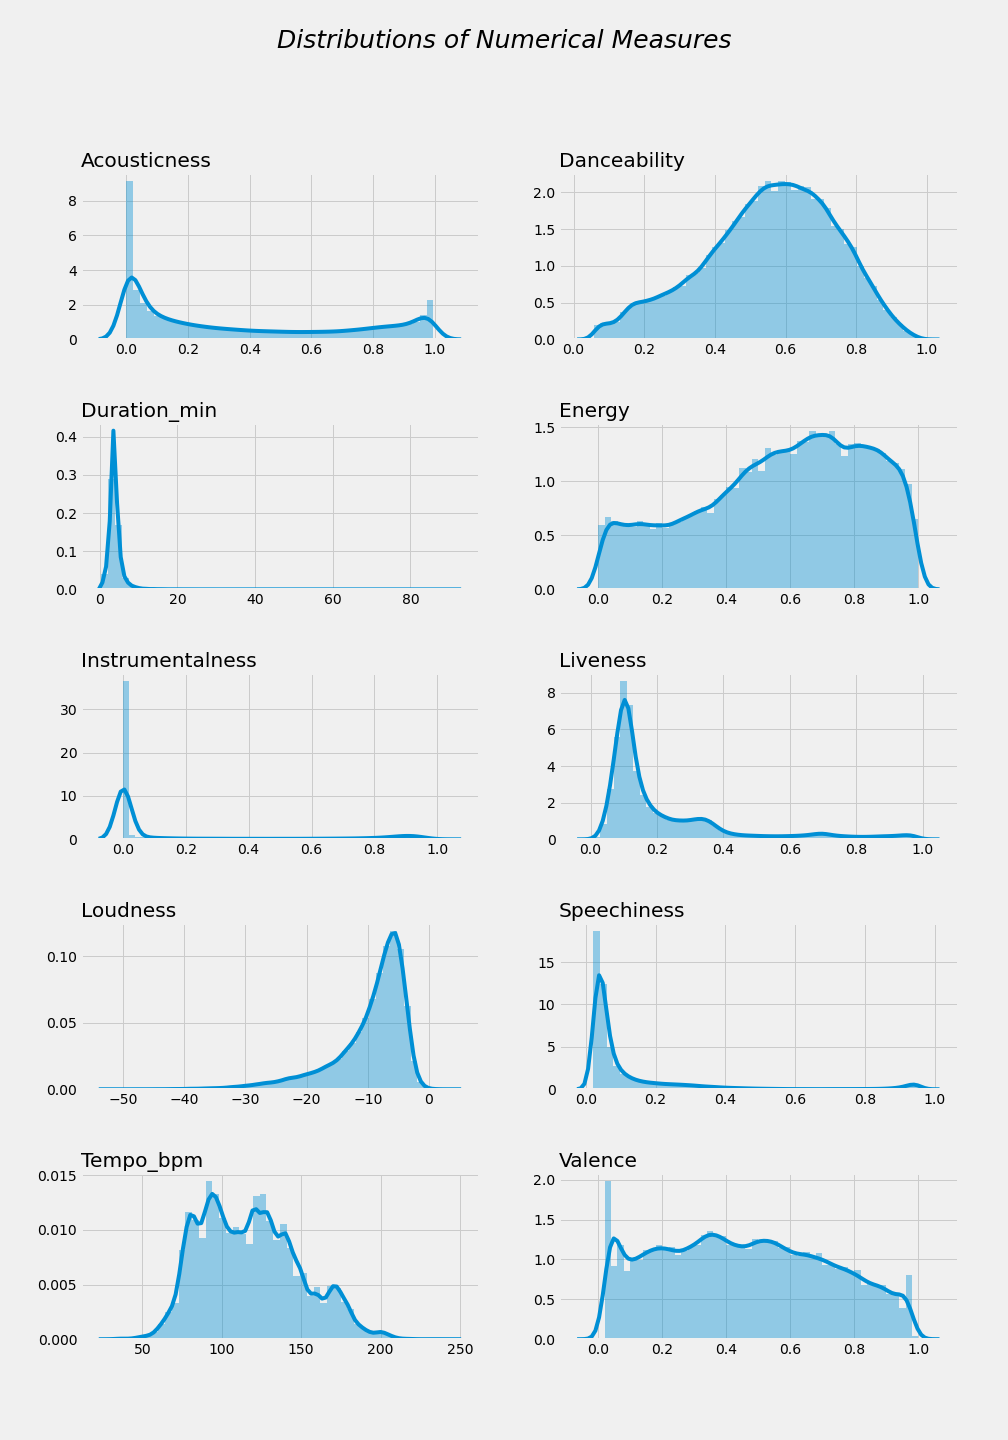 Distributions of Numerical Measures
Acousticness
8
6
4
2
0
0.0 0.2 0.4 0.6 0.8 1.0
Danceability
2.0
1.5
1.0
0.5
0.0
0.0 0.2 0.4 0.6 0.8 1.0
Duration_min
0.4
0.3
0.2
0.1
0.0
0 20 40 60 80
Energy
1.5
1.0
0.5
0.0
0.0 0.2 0.4 0.6 0.8 1.0
Instrumentalness
30
20
10
0
0.0 0.2 0.4 0.6 0.8 1.0
Liveness
8
6
4
2
0
0.0 0.2 0.4 0.6 0.8 1.0
Loudness
0.10
0.05
0.00
−50 −40 −30 −20 −10 0
Speechiness
15
10
5
0
0.0 0.2 0.4 0.6 0.8 1.0
Tempo_bpm
0.015
0.010
0.005
0.000
50 100 150 200 250
Valence
2.0
1.5
1.0
0.5
0.0
0.0 0.2 0.4 0.6 0.8 1.0